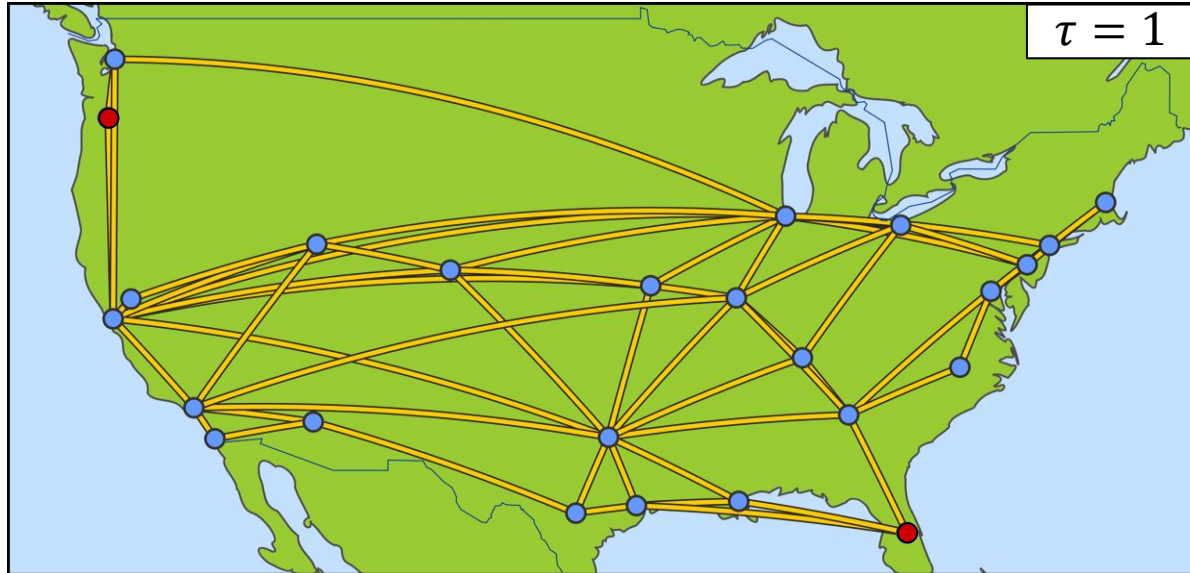 τ = 1